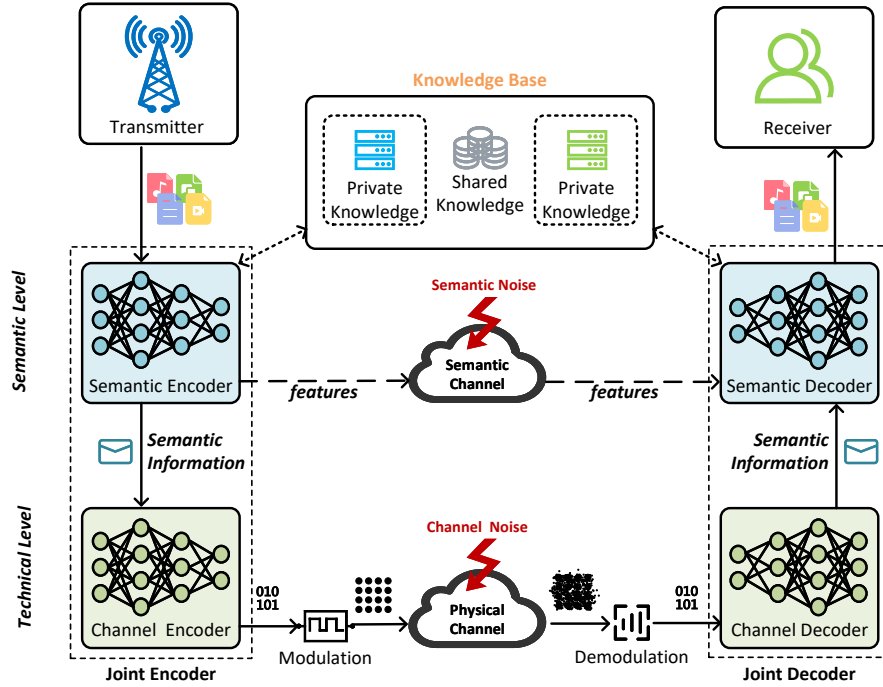 Knowledge Base
Transmitter
Receiver
Private
Knowledge
Shared
Knowledge
Private
Knowledge
Semantic Level
Semantic Noise
Semantic
Channel
Semantic Encoder
features
features
Semantic Decoder
Semantic
Information
Semantic
Information
Technical Level
Channel Noise
Physical
Channel
Channel Encoder
010
101
Modulation
Demodulation
010
101
Channel Decoder
Joint Encoder
Joint Decoder